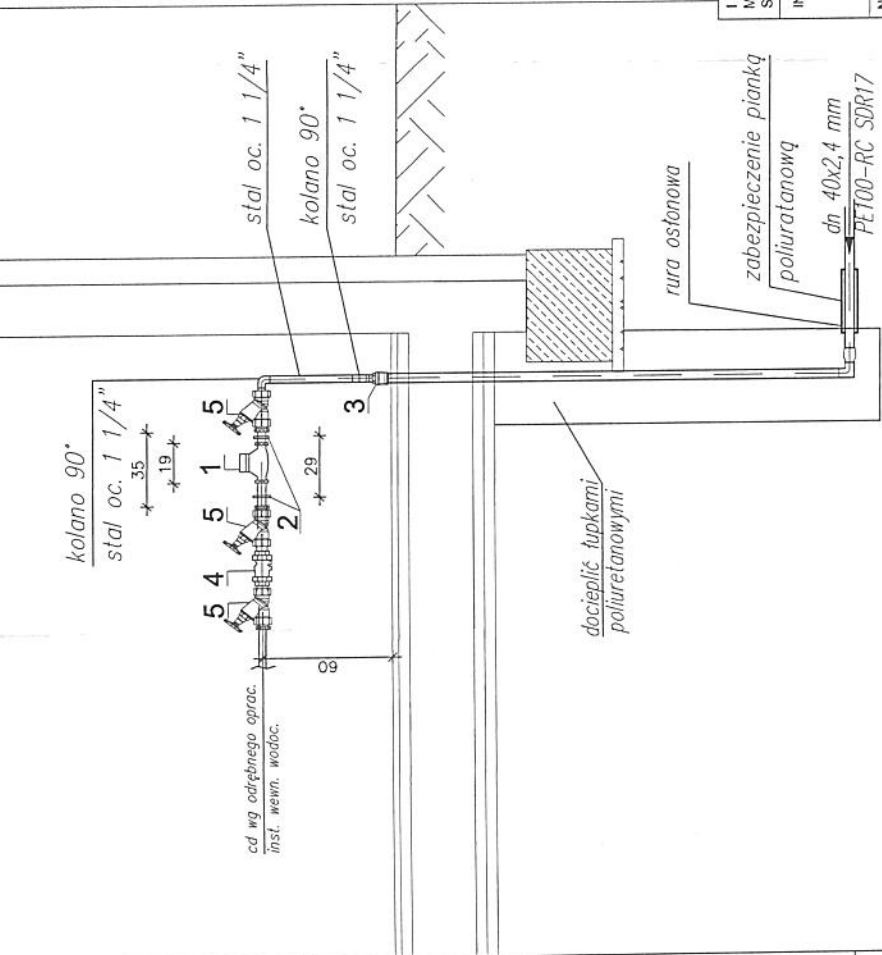 kolano 90°
stal oc. 1 1/4"
35
19
stal oc. 1 1/4"
kolano 90°
stal oc. 1 1/4"
5
4
5
1
5
2
3
29
60
cd wg odrębnego oprac.
inst. wewn. wodoc.
docieplić łupkami
poliuretanowymi
rura osłonowa
zabezpieczenie pianką
poliuratanową
dn 40x2,4 mm
PE100-RC SDR17